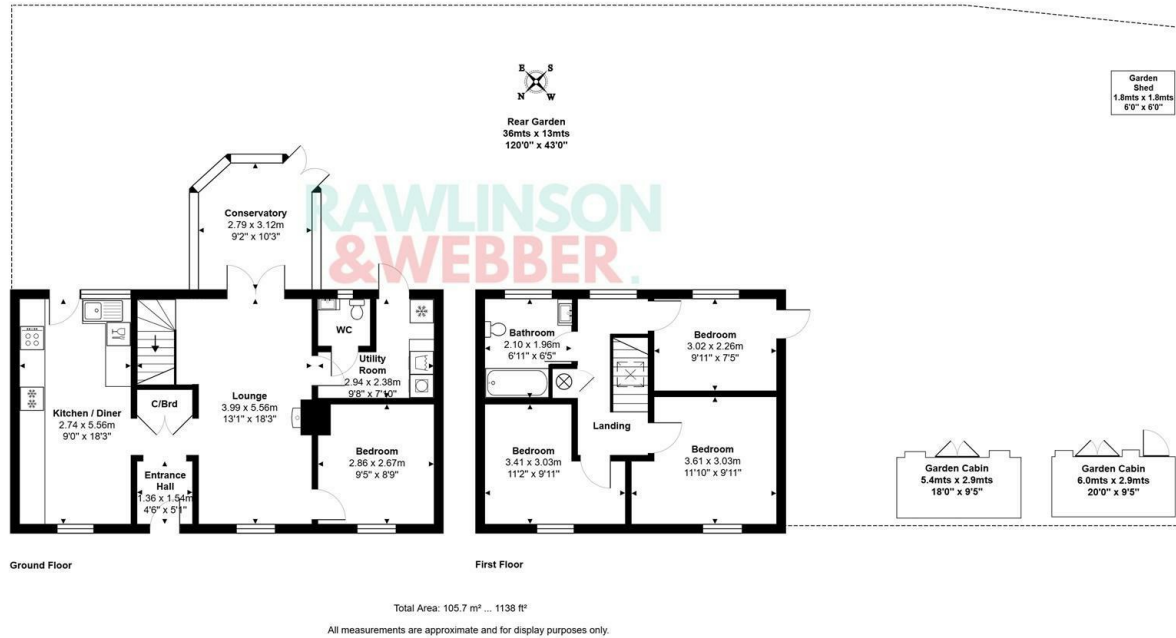 E S
N W
Rear Garden
36mts x 13mts
120'0" x 43'0"
Garden
Shed
1.8mts x 1.8mts
6'0" x 6'0"
RAWLINSON
&WEBBER.
Conservatory
2.79 x 3.12m
9'2" x 10'3"
WC
Utility
Room
2.94 x 2.38m
9'8" x 7'10"
Kitchen / Diner
2.74 x 5.56m
9'0" x 18'3"
C/Brd
Lounge
3.99 x 5.56m
13'1" x 18'3"
Entrance
Hall
1.36 x 1.54m
4'6" x 5'1"
Bedroom
2.86 x 2.67m
9'5" x 8'9"
Bathroom
2.10 x 1.96m
6'11" x 6'5"
Bedroom
3.02 x 2.26m
9'11" x 7'5"
Landing
Bedroom
3.41 x 3.03m
11'2" x 9'11"
Bedroom
3.61 x 3.03m
11'10" x 9'11"
Garden Cabin
5.4mts x 2.9mts
18'0" x 9'5"
Garden Cabin
6.0mts x 2.9mts
20'0" x 9'5"
Ground Floor
First Floor
Total Area: 105.7 m² ... 1138 ft²
All measurements are approximate and for display purposes only.